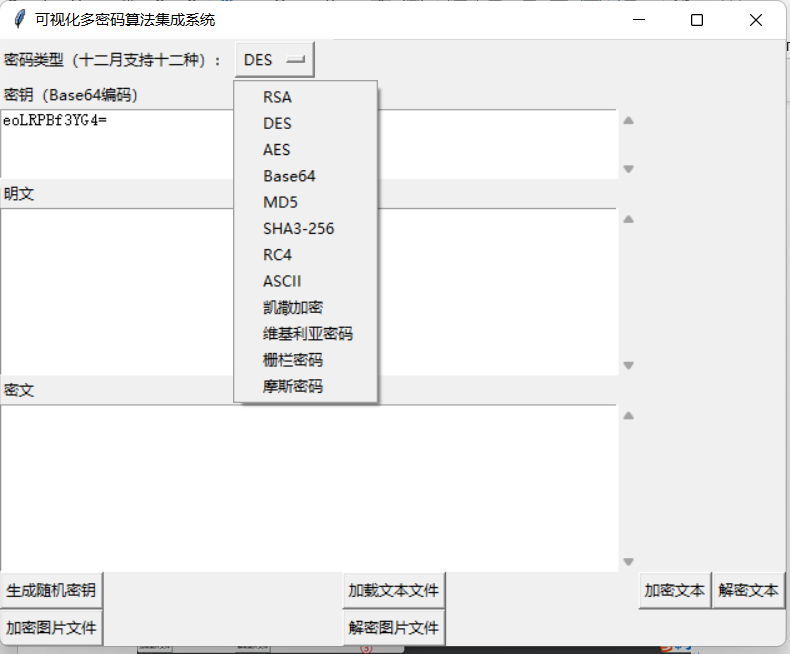 可视化多密码算法集成系统
密码类型（十二月支持十二种）： DES
密钥（Base64编码）
eoLRPBf3YG4=
RSA
DES
AES
Base64
MD5
SHA3-256
RC4
ASCII
凯撒加密
维基利亚密码
栅栏密码
摩斯密码
明文
密文
生成随机密钥 加载文本文件 加密文本 解密文本
加密图片文件 解密图片文件